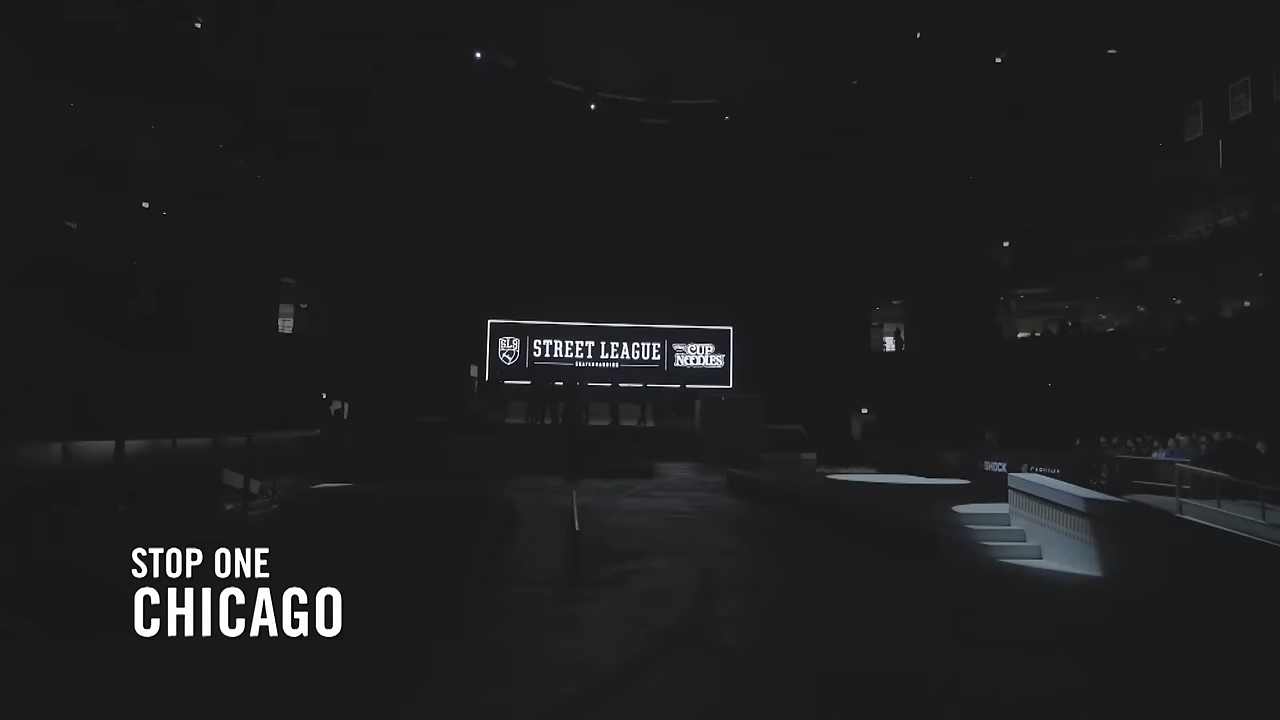 SLS
STREET LEAGUE
SKATEBOARDING
CUP
NOODLES
SHOCK
STOP ONE
CHICAGO